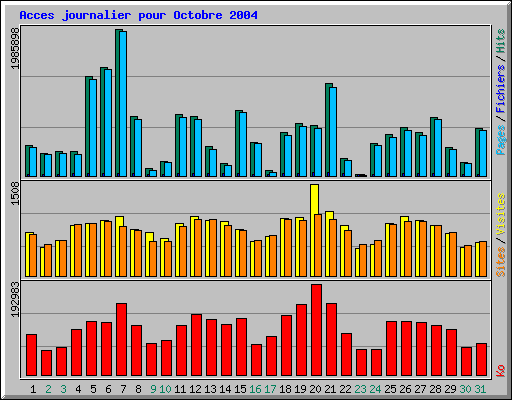 Acces journalier pour Octobre 2004
1985898
Pages / Fichiers / Hits
1508
Sites / Visites
192983
Ko
1 2 3 4 5 6 7 8 9 10 11 12 13 14 15 16 17 18 19 20 21 22 23 24 25 26 27 28 29 30 31